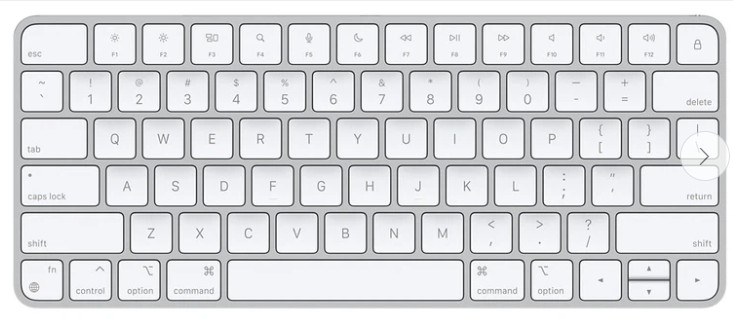 esc F1 F2 F3 F4 F5 F6 F7 F8 F9 F10 F11 F12
~ ! @ # $ % ^ & * ( ) — +
` 1 2 3 4 5 6 7 8 9 0 - = delete
tab Q W E R T Y U I O P { [ } ] |
caps lock A S D F G H J K L : ; " ' return
shift Z X C V B N M < , > . ? / shift
fn ^ ⌥ ⌘ ⌘ ⌥
control option command command option